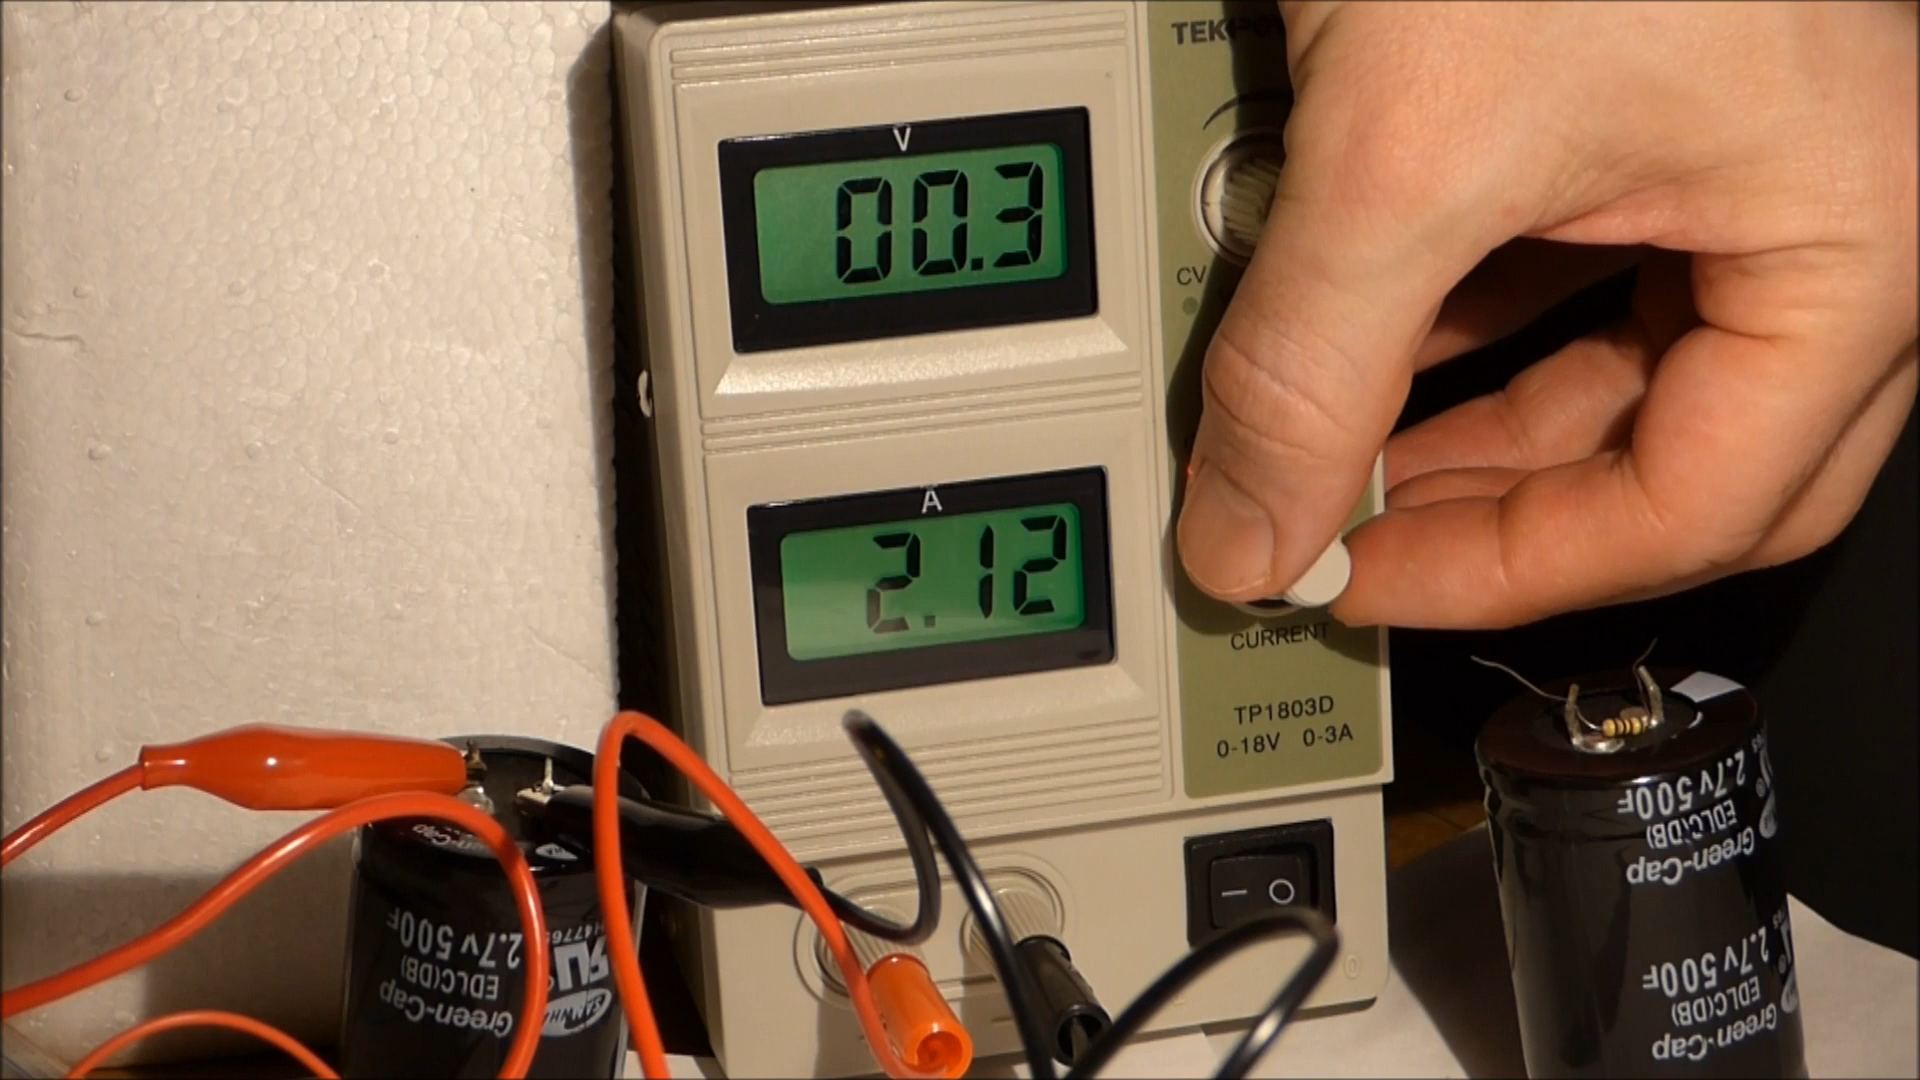 TEKPOWER
V
00.3
CV
A
2.12
CURRENT
TP1803D
0-18V 0-3A
2.7V 500F
EDLC(DB)
Green-Cap
2.7V 500F
EDLC(DB)
Green-Cap
2.7V 500F
EDLC(DB)
Green-Cap